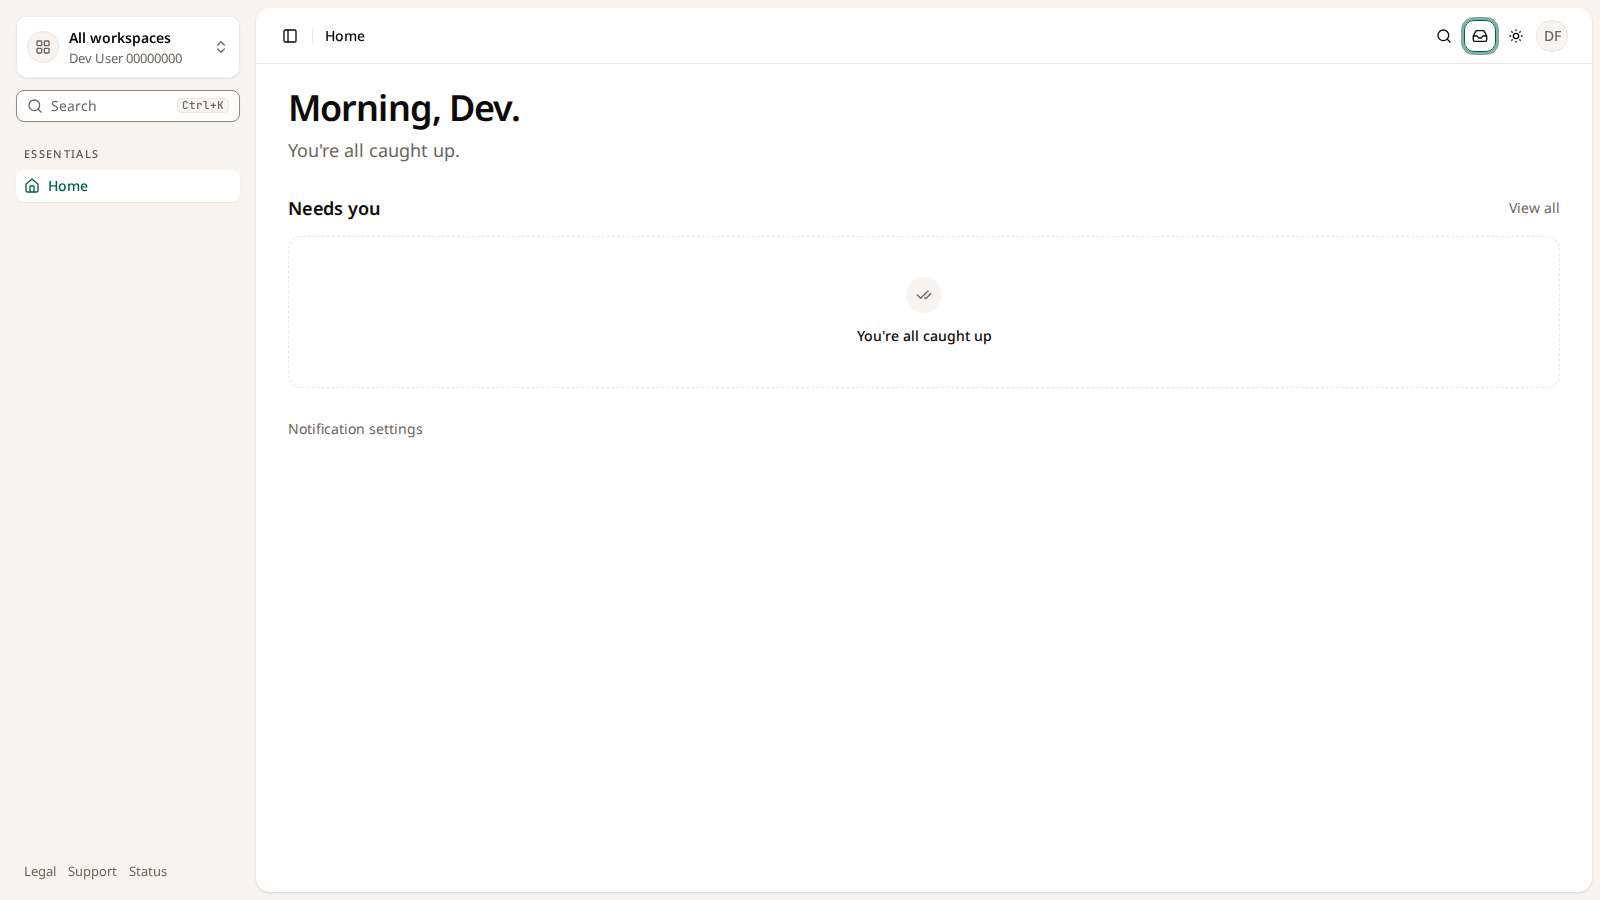 All workspaces
Dev User 00000000
Search
Ctrl+K
ESSENTIALS
Home
Legal
Support
Status
Home
DF
Morning, Dev.
You're all caught up.
Needs you
View all
You're all caught up
Notification settings